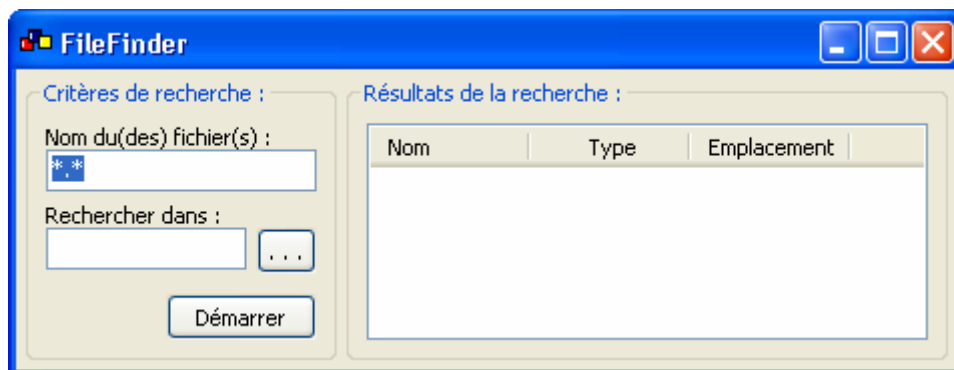 FileFinder
Critères de recherche :
Nom du(des) fichier(s) :
*.*
Rechercher dans :
...
Démarrer
Résultats de la recherche :
Nom Type Emplacement